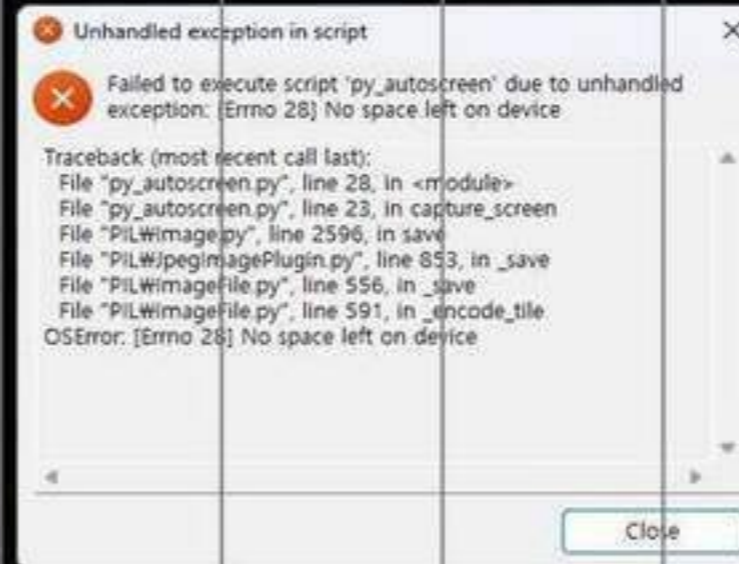 Unhandled exception in script
Failed to execute script 'py_autoscreen' due to unhandled
exception: [Errno 28] No space left on device
Traceback (most recent call last):
File "py_autoscreen.py", line 28, in <module>
File "py_autoscreen.py", line 23, in capture_screen
File "PIL₩Image.py", line 2596, in save
File "PIL₩JpegImagePlugin.py", line 853, in _save
File "PIL₩ImageFile.py", line 556, in _save
File "PIL₩ImageFile.py", line 591, in _encode_tile
OSError: [Errno 28] No space left on device
Close